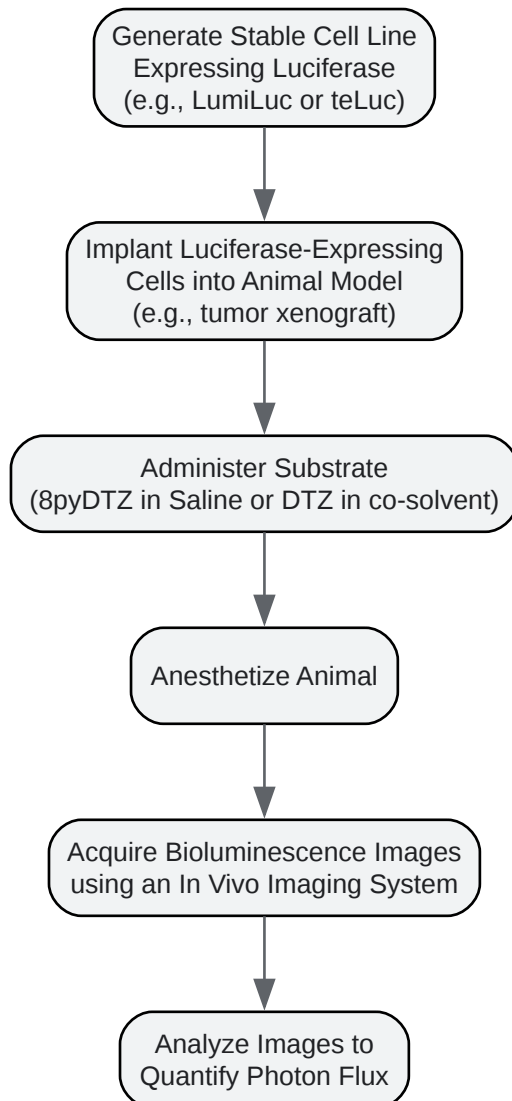 Generate Stable Cell Line
Expressing Luciferase
(e.g., LumiLuc or teLuc)
Implant Luciferase-Expressing
Cells into Animal Model
(e.g., tumor xenograft)
Administer Substrate
(8pyDTZ in Saline or DTZ in co-solvent)
Anesthetize Animal
Acquire Bioluminescence Images
using an In Vivo Imaging System
Analyze Images to
Quantify Photon Flux